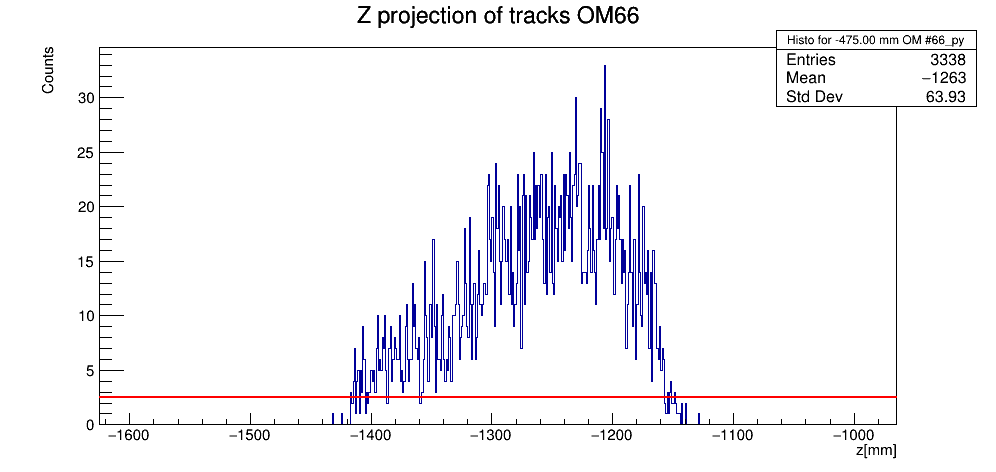 Z projection of tracks OM66
Histo for -475.00 mm OM #66_py
Entries 3338
Mean −1263
Std Dev 63.93
Counts
30
25
20
15
10
5
0
−1600 −1500 −1400 −1300 −1200 −1100 −1000
z[mm]